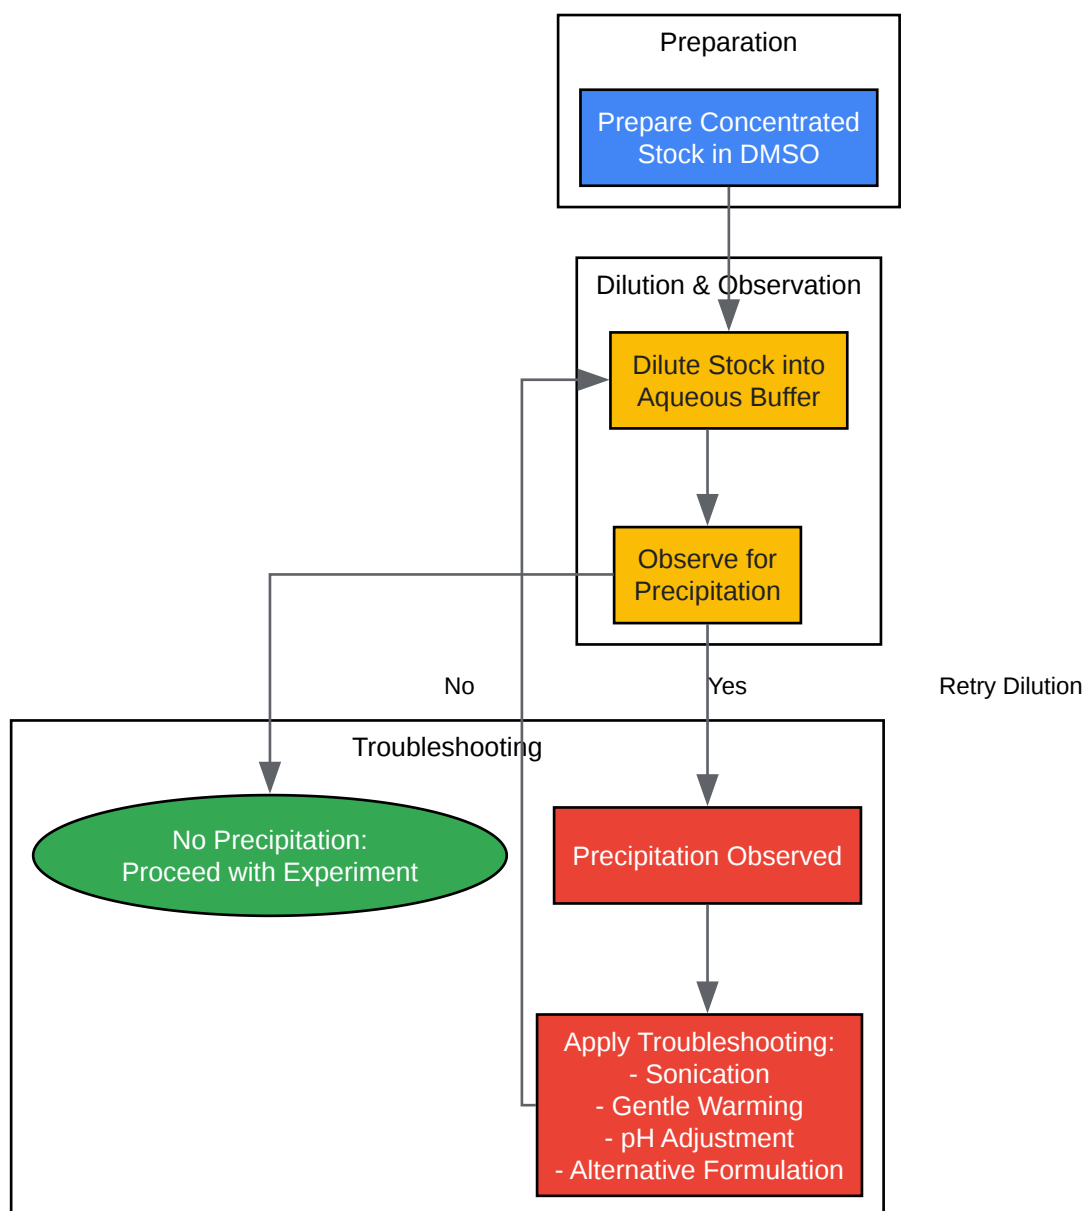 Preparation
Prepare Concentrated
Stock in DMSO
Dilution & Observation
Dilute Stock into
Aqueous Buffer
Observe for
Precipitation
No
Yes
Retry Dilution
Troubleshooting
No Precipitation:
Proceed with Experiment
Precipitation Observed
Apply Troubleshooting:
- Sonication
- Gentle Warming
- pH Adjustment
- Alternative Formulation